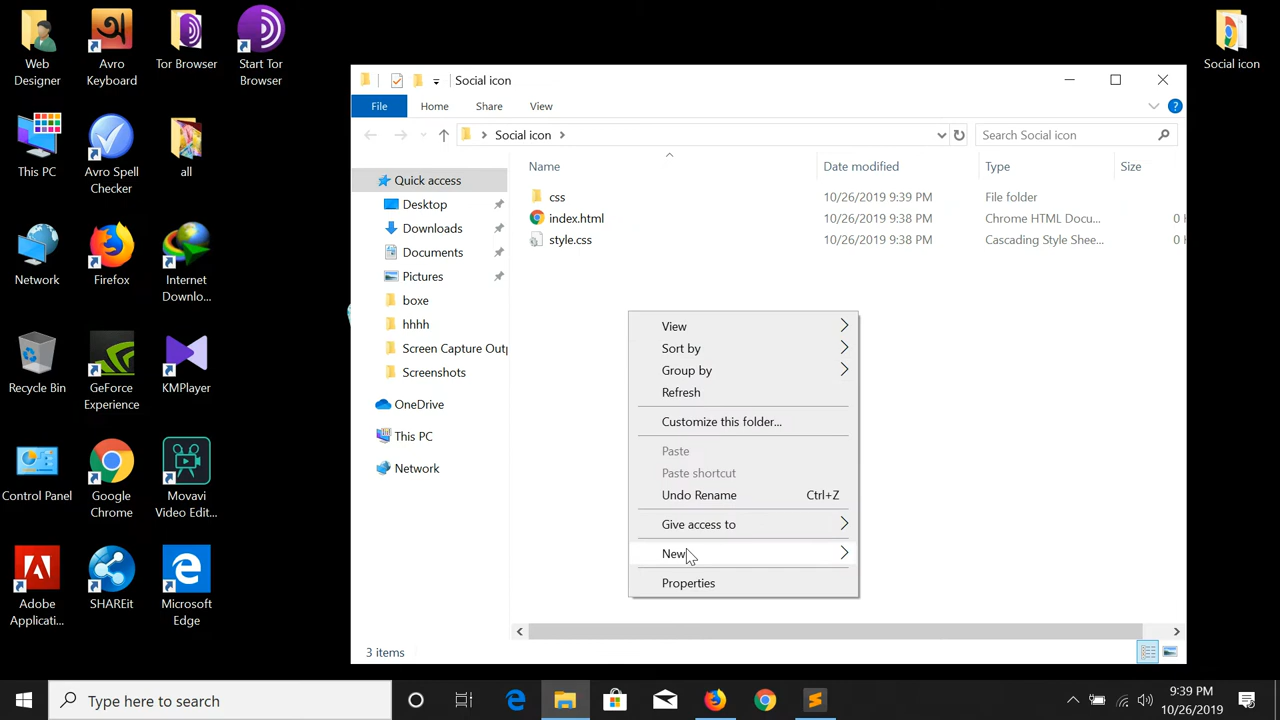 Web
Designer
Avro
Keyboard
Tor Browser
Start Tor
Browser
Social icon
Social icon
File
Home
Share
View
?
Social icon
Search Social icon
Name
Date modified
Type
Size
This PC
Avro Spell
Checker
all
Quick access
Desktop
Downloads
Documents
Pictures
boxe
hhhh
Screen Capture Outp
Screenshots
OneDrive
This PC
Network
css
10/26/2019 9:39 PM
File folder
index.html
10/26/2019 9:38 PM
Chrome HTML Docu...
0
style.css
10/26/2019 9:38 PM
Cascading Style Shee...
0
Network
Firefox
Internet
Downlo...
View
Sort by
Group by
Refresh
Customize this folder...
Paste
Paste shortcut
Undo Rename
Ctrl+Z
Give access to
New
Properties
Recycle Bin
GeForce
Experience
KMPlayer
Control Panel
Google
Chrome
Movavi
Video Edit...
Adobe
Applicati...
SHAREit
Microsoft
Edge
3 items
Type here to search
9:39 PM
10/26/2019